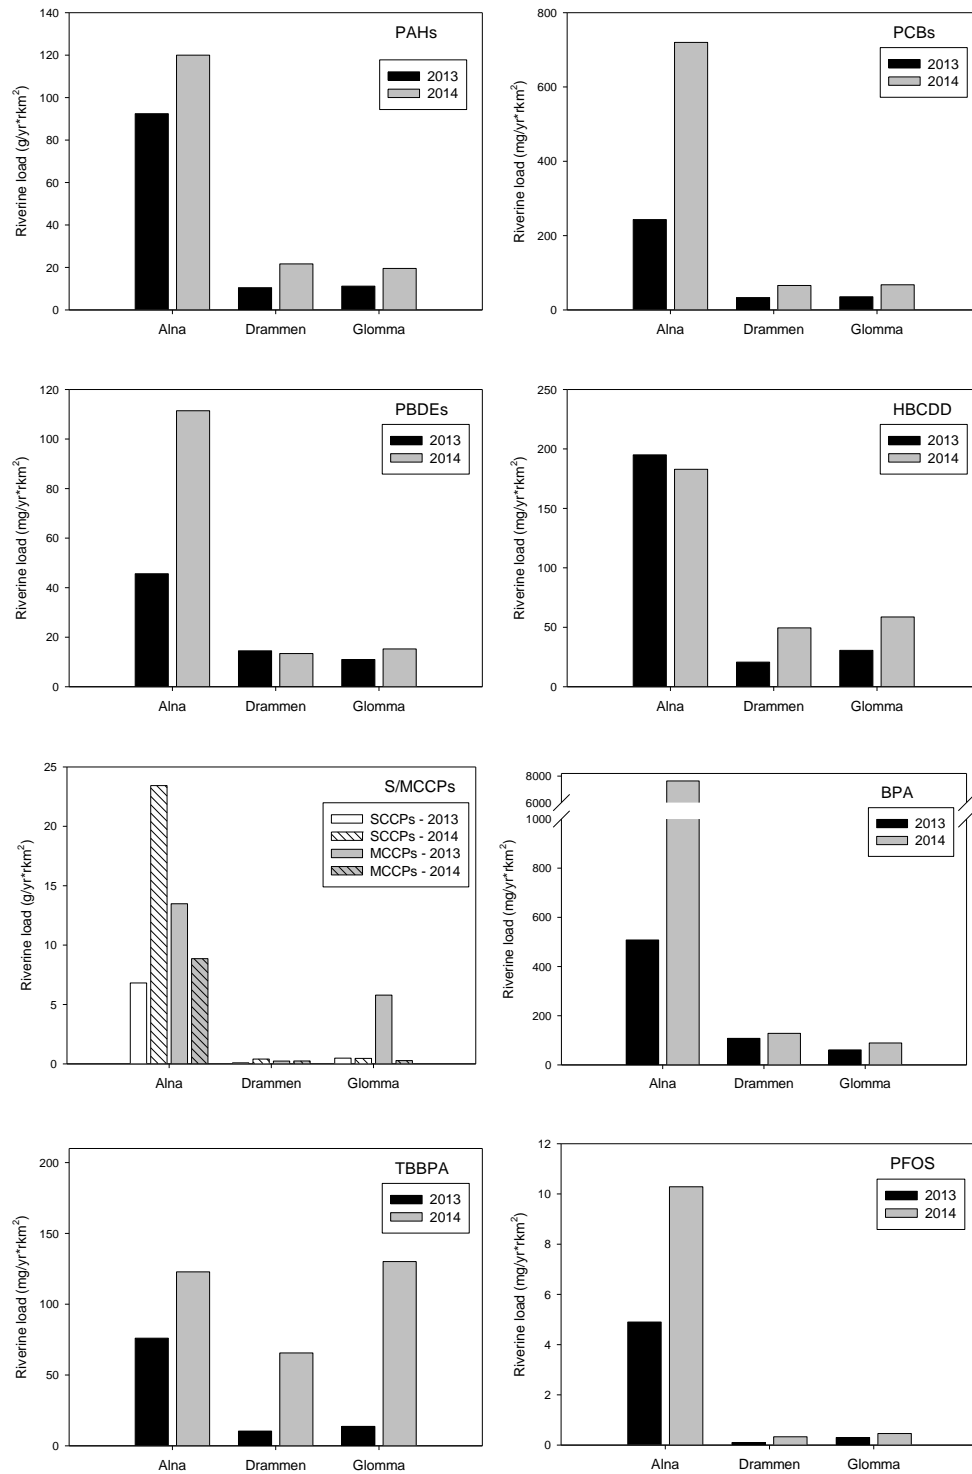 PAHs
2013
2014
Riverine load (g/yr*rkm²)
140
120
100
80
60
40
20
0
Alna Drammen Glomma
PCBs
2013
2014
Riverine load (mg/yr*rkm²)
800
600
400
200
0
Alna Drammen Glomma
PBDEs
2013
2014
Riverine load (mg/yr*rkm²)
120
100
80
60
40
20
0
Alna Drammen Glomma
HBCDD
2013
2014
Riverine load (mg/yr*rkm²)
250
200
150
100
50
0
Alna Drammen Glomma
S/MCCPs
SCCPs - 2013
SCCPs - 2014
MCCPs - 2013
MCCPs - 2014
Riverine load (g/yr*rkm²)
25
20
15
10
5
0
Alna Drammen Glomma
BPA
2013
2014
Riverine load (mg/yr*rkm²)
8000
6000
1000
800
600
400
200
0
Alna Drammen Glomma
TBBPA
2013
2014
Riverine load (mg/yr*rkm²)
200
150
100
50
0
Alna Drammen Glomma
PFOS
2013
2014
Riverine load (mg/yr*rkm²)
12
10
8
6
4
2
0
Alna Drammen Glomma